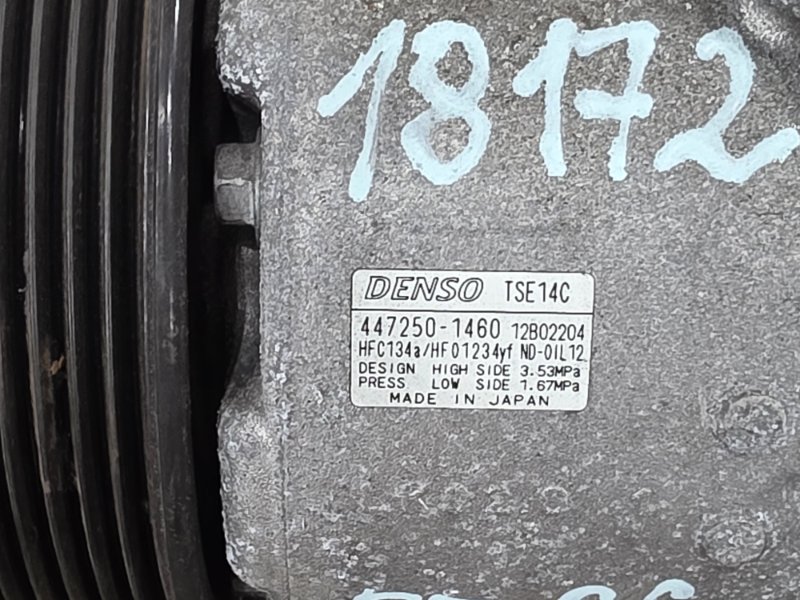 18172
DENSO TSE14C
447250-1460 12B02204
HFC134a/HFO1234yf ND-OIL12
DESIGN HIGH SIDE 3.53MPa
PRESS. LOW SIDE 1.67MPa
MADE IN JAPAN